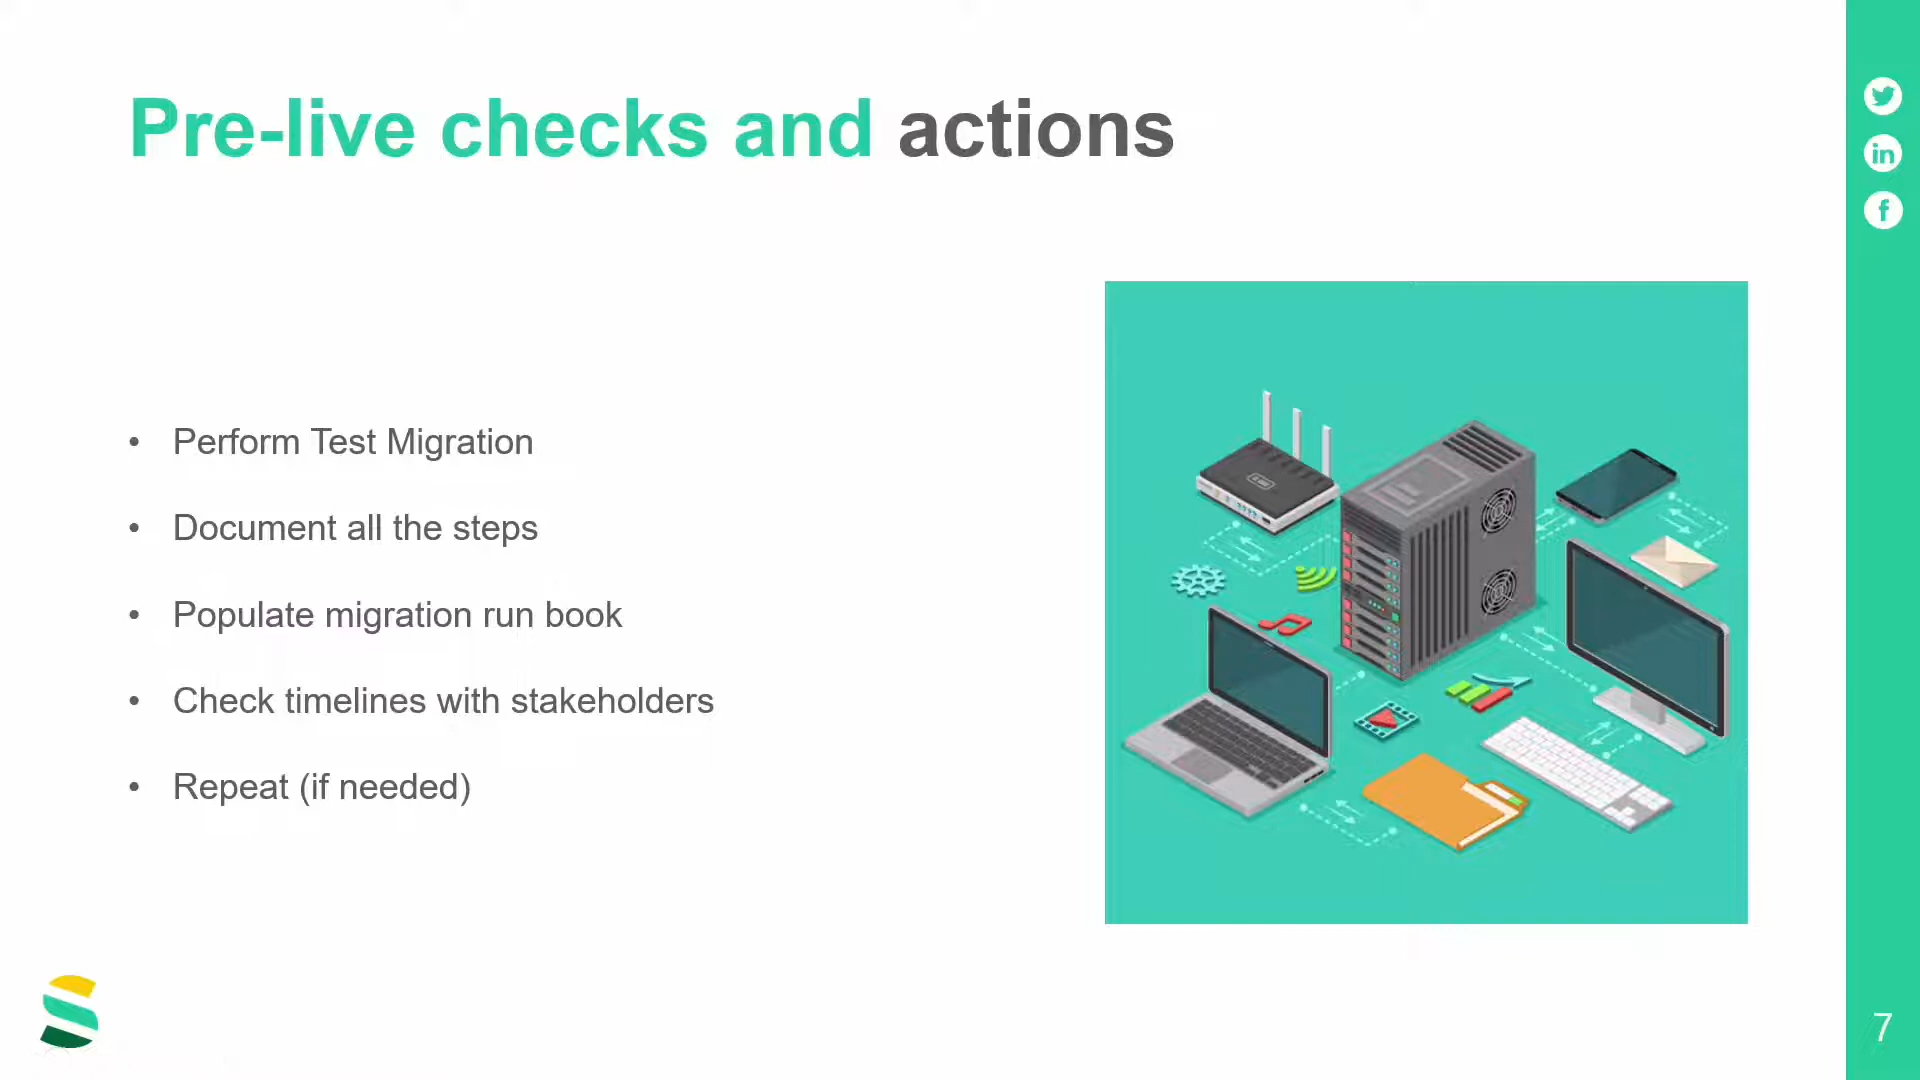 Pre-live checks and actions
• Perform Test Migration
• Document all the steps
• Populate migration run book
• Check timelines with stakeholders
• Repeat (if needed)
in
f
7